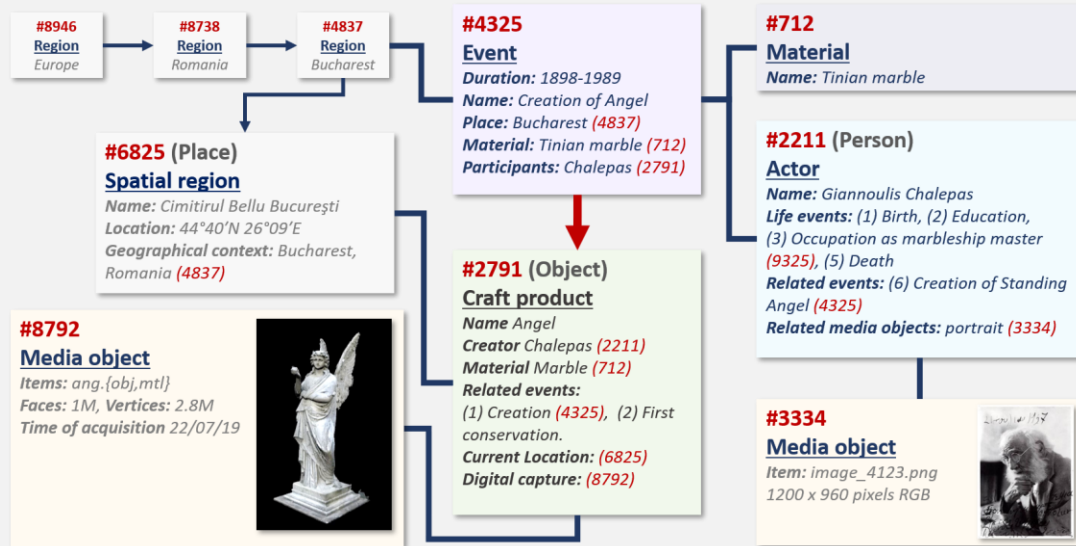 #8946
Region
Europe
#8738
Region
Romania
#4837
Region
Bucharest
#4325
Event
Duration: 1898-1989
Name: Creation of Angel
Place: Bucharest (4837)
Material: Tinian marble (712)
Participants: Chalepas (2791)
#712
Material
Name: Tinian marble
#6825 (Place)
Spatial region
Name: Cimitirul Bellu Bucureşti
Location: 44°40’N 26°09’E
Geographical context: Bucharest,
Romania (4837)
#2211 (Person)
Actor
Name: Giannoulis Chalepas
Life events: (1) Birth, (2) Education,
(3) Occupation as marbleship master
(9325), (5) Death
Related events: (6) Creation of Standing
Angel (4325)
Related media objects: portrait (3334)
#2791 (Object)
Craft product
Name Angel
Creator Chalepas (2211)
Material Marble (712)
Related events:
(1) Creation (4325), (2) First
conservation.
Current Location: (6825)
Digital capture: (8792)
#8792
Media object
Items: ang.{obj,mtl}
Faces: 1M, Vertices: 2.8M
Time of acquisition 22/07/19
#3334
Media object
Item: image_4123.png
1200 x 960 pixels RGB